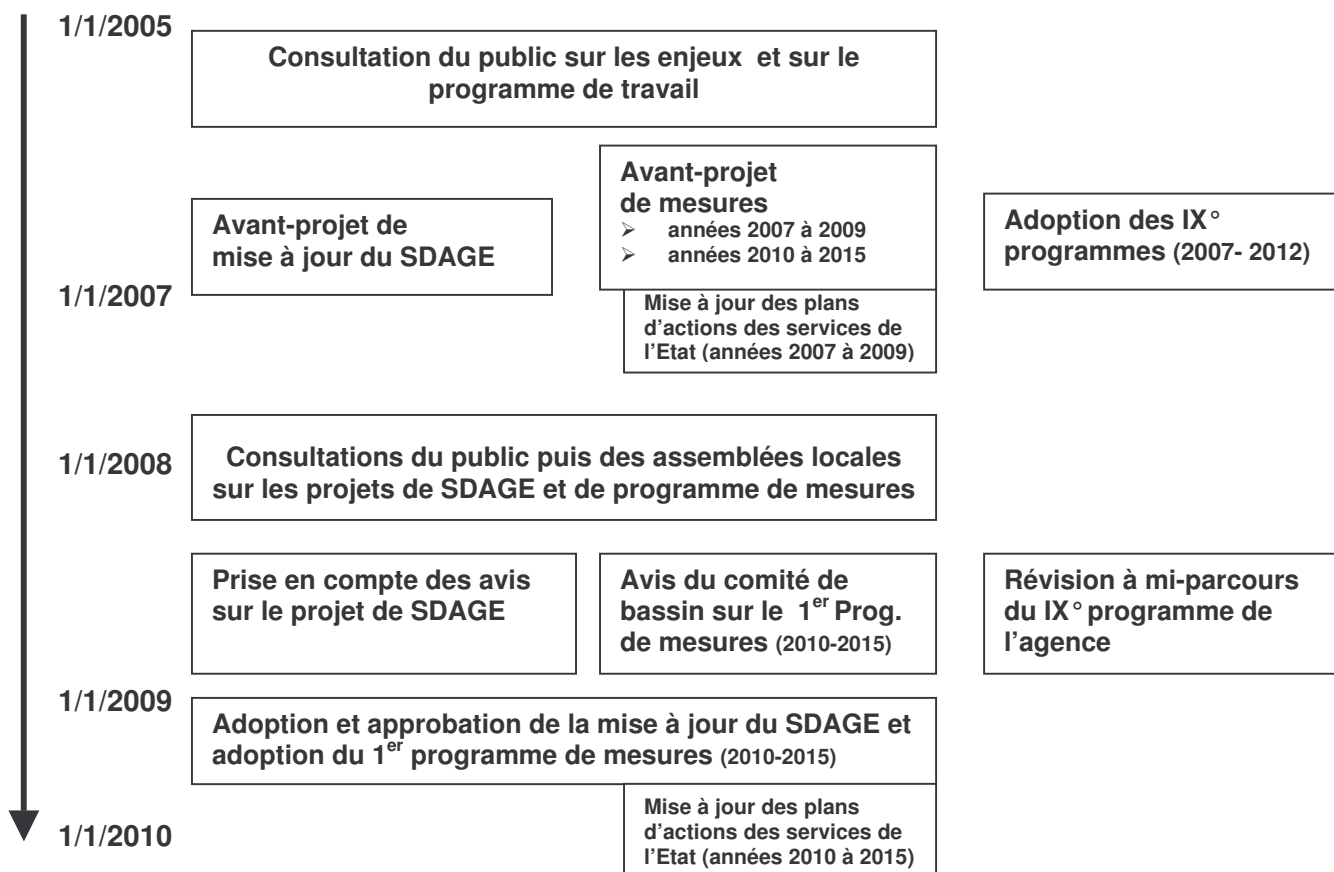 1/1/2005
Consultation du public sur les enjeux et sur le
programme de travail
Avant-projet de
mise à jour du SDAGE
Avant-projet
de mesures
➢ années 2007 à 2009
➢ années 2010 à 2015
Adoption des IX°
programmes (2007- 2012)
1/1/2007
Mise à jour des plans
d’actions des services de
l’Etat (années 2007 à 2009)
1/1/2008
Consultations du public puis des assemblées locales
sur les projets de SDAGE et de programme de mesures
Prise en compte des avis
sur le projet de SDAGE
Avis du comité de
bassin sur le 1er Prog.
de mesures (2010-2015)
Révision à mi-parcours
du IX° programme de
l’agence
1/1/2009
Adoption et approbation de la mise à jour du SDAGE et
adoption du 1er programme de mesures (2010-2015)
Mise à jour des plans
d’actions des services de
l’Etat (années 2010 à 2015)
1/1/2010